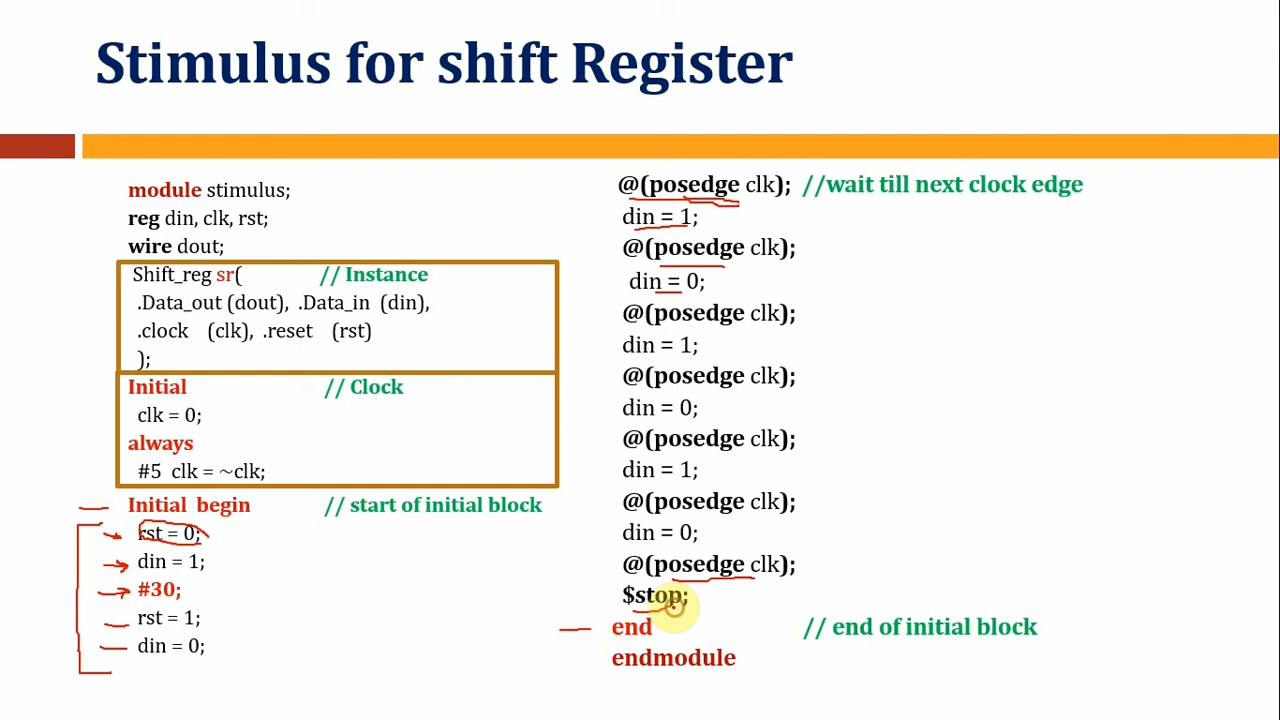 Stimulus for shift Register
module stimulus;
reg din, clk, rst;
wire dout;
Shift_reg sr( // Instance
.Data_out (dout), .Data_in (din),
.clock (clk), .reset (rst)
);
Initial // Clock
clk = 0;
always
#5 clk = ~clk;
Initial begin // start of initial block
rst = 0;
din = 1;
#30;
rst = 1;
din = 0;
@(posedge clk); //wait till next clock edge
din = 1;
@(posedge clk);
din = 0;
@(posedge clk);
din = 1;
@(posedge clk);
din = 0;
@(posedge clk);
din = 1;
@(posedge clk);
din = 0;
@(posedge clk);
$stop;
end // end of initial block
endmodule